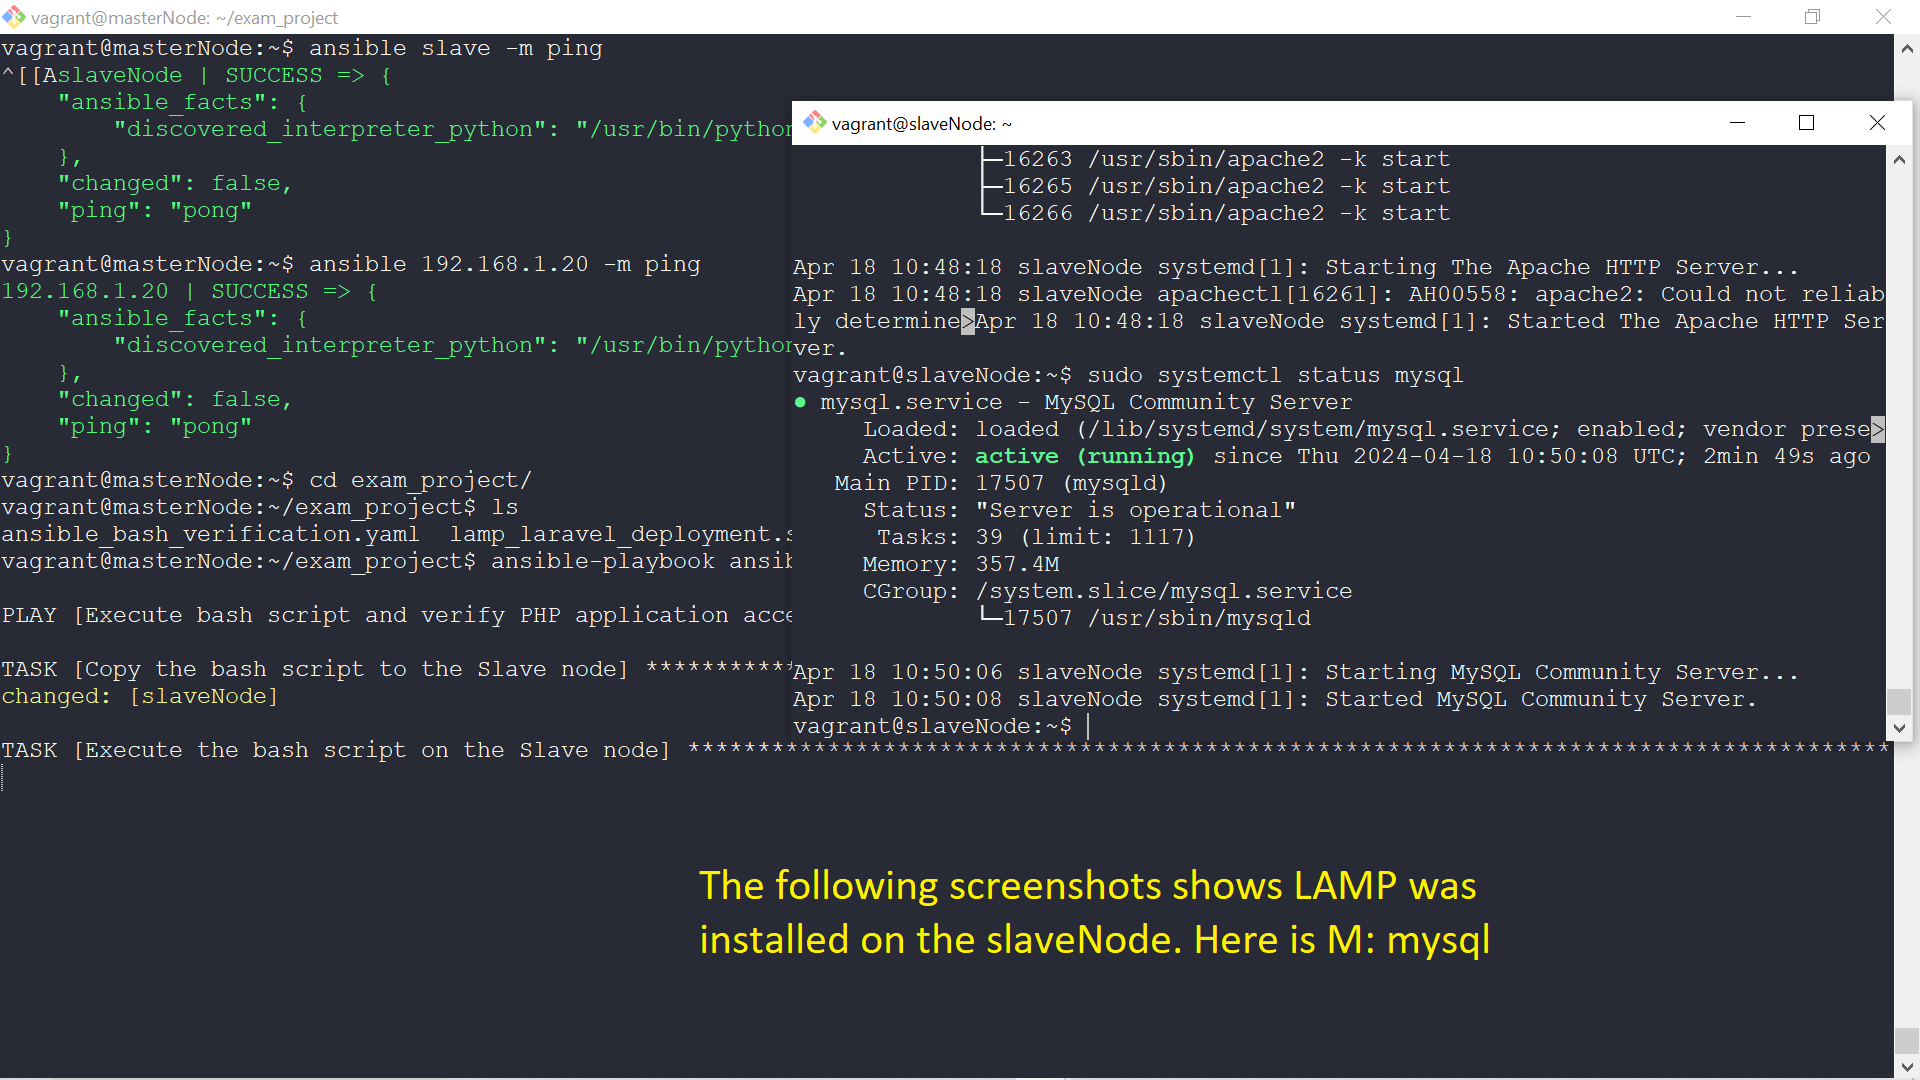 vagrant@masterNode: ~/exam_project
vagrant@masterNode:~$ ansible slave -m ping
^[[AslaveNode | SUCCESS => {
    "ansible_facts": {
        "discovered_interpreter_python": "/usr/bin/python
    },
    "changed": false,
    "ping": "pong"
}
vagrant@masterNode:~$ ansible 192.168.1.20 -m ping
192.168.1.20 | SUCCESS => {
    "ansible_facts": {
        "discovered_interpreter_python": "/usr/bin/python
    },
    "changed": false,
    "ping": "pong"
}
vagrant@masterNode:~$ cd exam_project/
vagrant@masterNode:~/exam_project$ ls
ansible_bash_verification.yaml  lamp_laravel_deployment.s
vagrant@masterNode:~/exam_project$ ansible-playbook ansib
PLAY [Execute bash script and verify PHP application acce
TASK [Copy the bash script to the Slave node] ***********
changed: [slaveNode]
TASK [Execute the bash script on the Slave node] **************************************************************************************
vagrant@slaveNode: ~
├─16263 /usr/sbin/apache2 -k start
├─16265 /usr/sbin/apache2 -k start
└─16266 /usr/sbin/apache2 -k start
Apr 18 10:48:18 slaveNode systemd[1]: Starting The Apache HTTP Server...
Apr 18 10:48:18 slaveNode apachectl[16261]: AH00558: apache2: Could not reliab
ly determine>Apr 18 10:48:18 slaveNode systemd[1]: Started The Apache HTTP Ser
ver.
vagrant@slaveNode:~$ sudo systemctl status mysql
● mysql.service - MySQL Community Server
     Loaded: loaded (/lib/systemd/system/mysql.service; enabled; vendor prese>
     Active: active (running) since Thu 2024-04-18 10:50:08 UTC; 2min 49s ago
   Main PID: 17507 (mysqld)
     Status: "Server is operational"
      Tasks: 39 (limit: 1117)
     Memory: 357.4M
     CGroup: /system.slice/mysql.service
             └─17507 /usr/sbin/mysqld
Apr 18 10:50:06 slaveNode systemd[1]: Starting MySQL Community Server...
Apr 18 10:50:08 slaveNode systemd[1]: Started MySQL Community Server.
vagrant@slaveNode:~$
The following screenshots shows LAMP was
installed on the slaveNode. Here is M: mysql